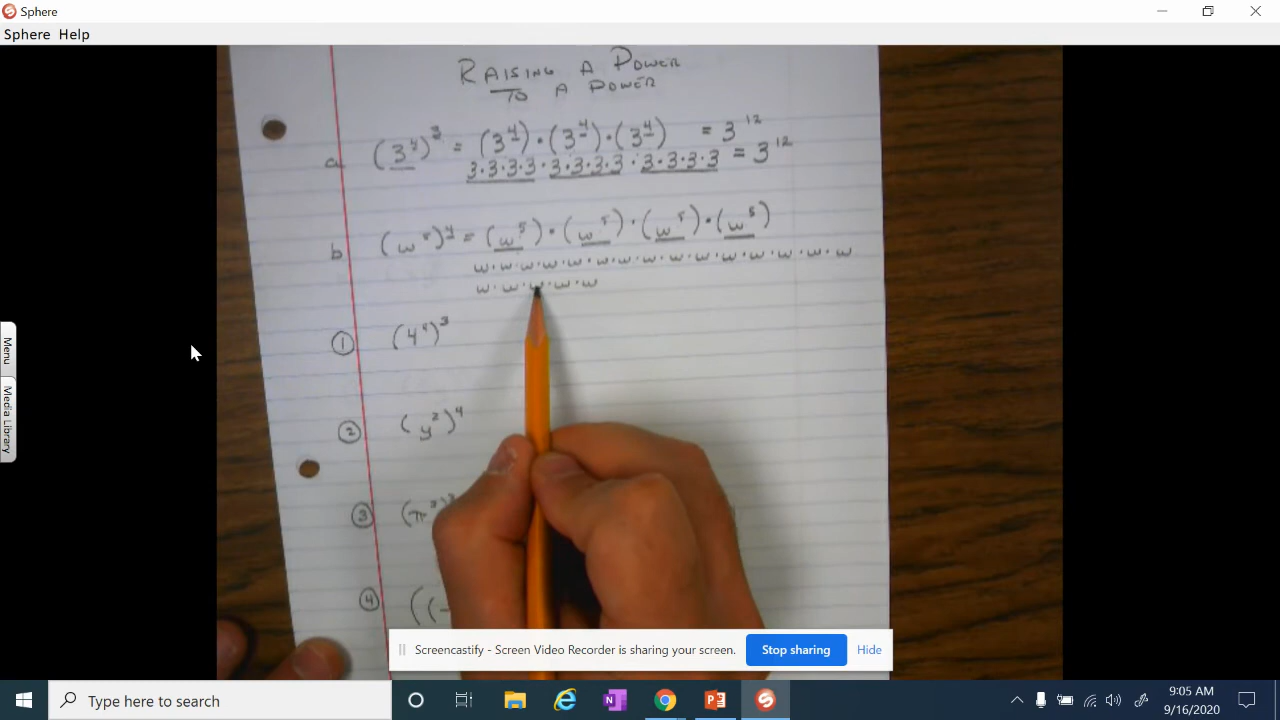 Sphere
Sphere Help
RAISING A POWER
TO A POWER
a (3⁴)³ = (3⁴)·(3⁴)·(3⁴) = 3¹²
3·3·3·3·3·3·3·3·3·3·3·3 = 3¹²
b (w⁵)⁴ = (w⁵)·(w⁵)·(w⁵)·(w⁵)
w·w·w·w·w·w·w·w·w·w·w·w·w·w·w
w·w·w·w·w
① (4⁴)³
② (y²)⁴
③ (π³)³
④ ((-
Menu
Media Library
Screencastify - Screen Video Recorder is sharing your screen. Stop sharing Hide
Type here to search
9:05 AM
9/16/2020